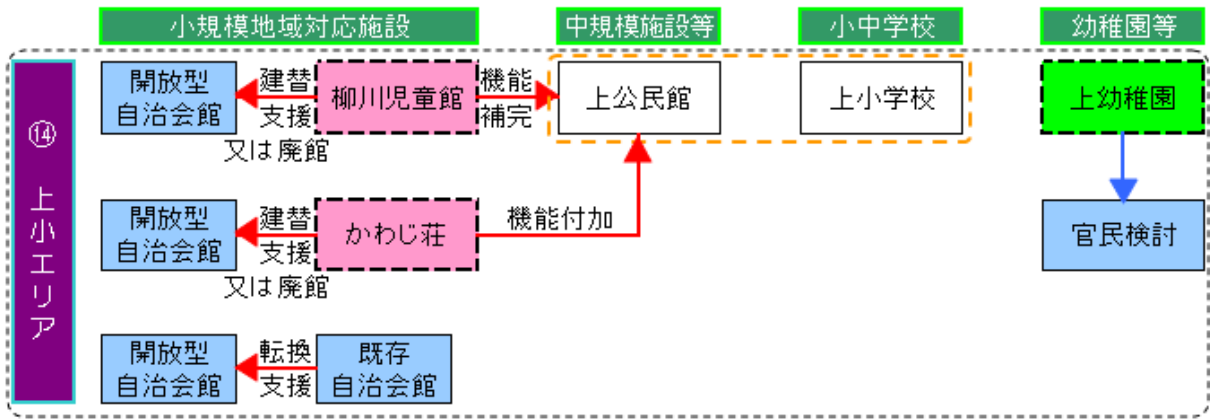 小規模地域対応施設
中規模施設等
小中学校
幼稚園等
⑭ 上小エリア
開放型
自治会館
建替
支援
又は廃館
柳川児童館
機能
補完
上公民館
上小学校
上幼稚園
開放型
自治会館
建替
支援
又は廃館
かわじ荘
機能付加
官民検討
開放型
自治会館
転換
支援
既存
自治会館